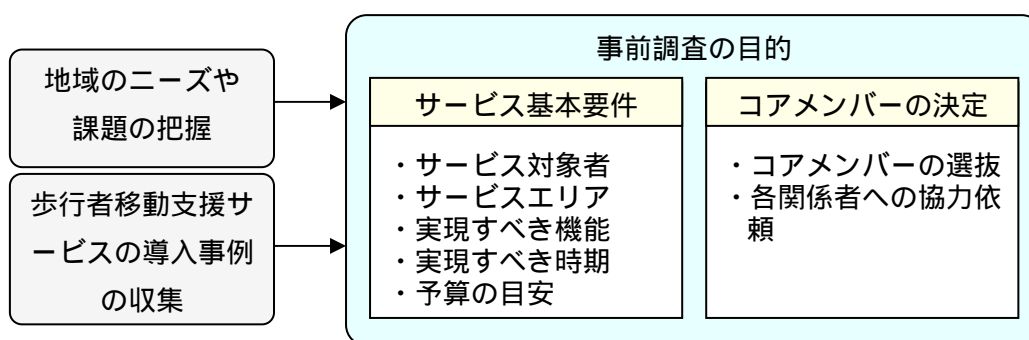 地域のニーズや
課題の把握
歩行者移動支援サ
ービスの導入事例
の収集
事前調査の目的
サービス基本要件
・サービス対象者
・サービスエリア
・実現すべき機能
・実現すべき時期
・予算の目安
コアメンバーの決定
・コアメンバーの選抜
・各関係者への協力依
頼